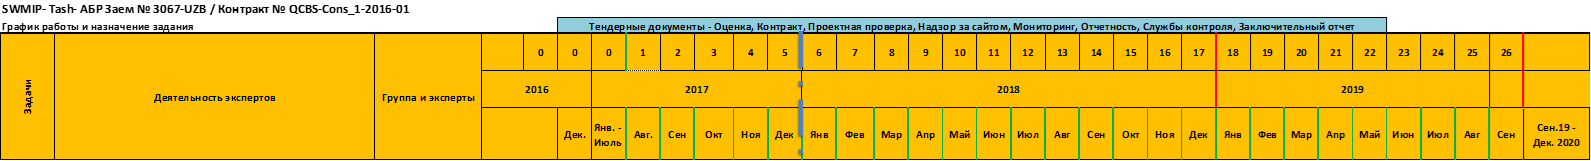 SWMIP- Tash- АБР Заем № 3067-UZB / Контракт № QCBS-Cons_1-2016-01
График работы и назначение задания
Тендерные документы - Оценка, Контракт, Проектная проверка, Надзор за сайтом, Мониторинг, Отчетность, Службы контроля, Заключительный отчет
0 0 0 1 2 3 4 5 6 7 8 9 10 11 12 13 14 15 16 17 18 19 20 21 22 23 24 25 26
Задачи Деятельность экспертов Группа и эксперты
2016 2017 2018 2019
Дек. Янв. - Июль Авг. Сен Окт Ноя Дек Янв Фев Мар Апр Май Июн Июл Авг Сен Окт Ноя Дек Янв Фев Мар Апр Май Июн Июл Авг Сен Сен.19 - Дек. 2020